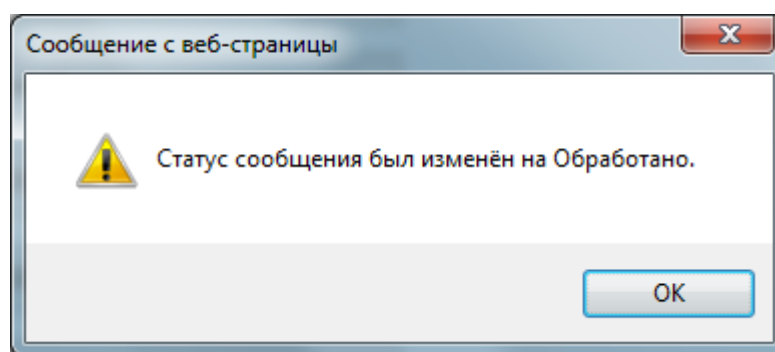 Сообщение с веб-страницы
Статус сообщения был изменён на Обработано.
OK